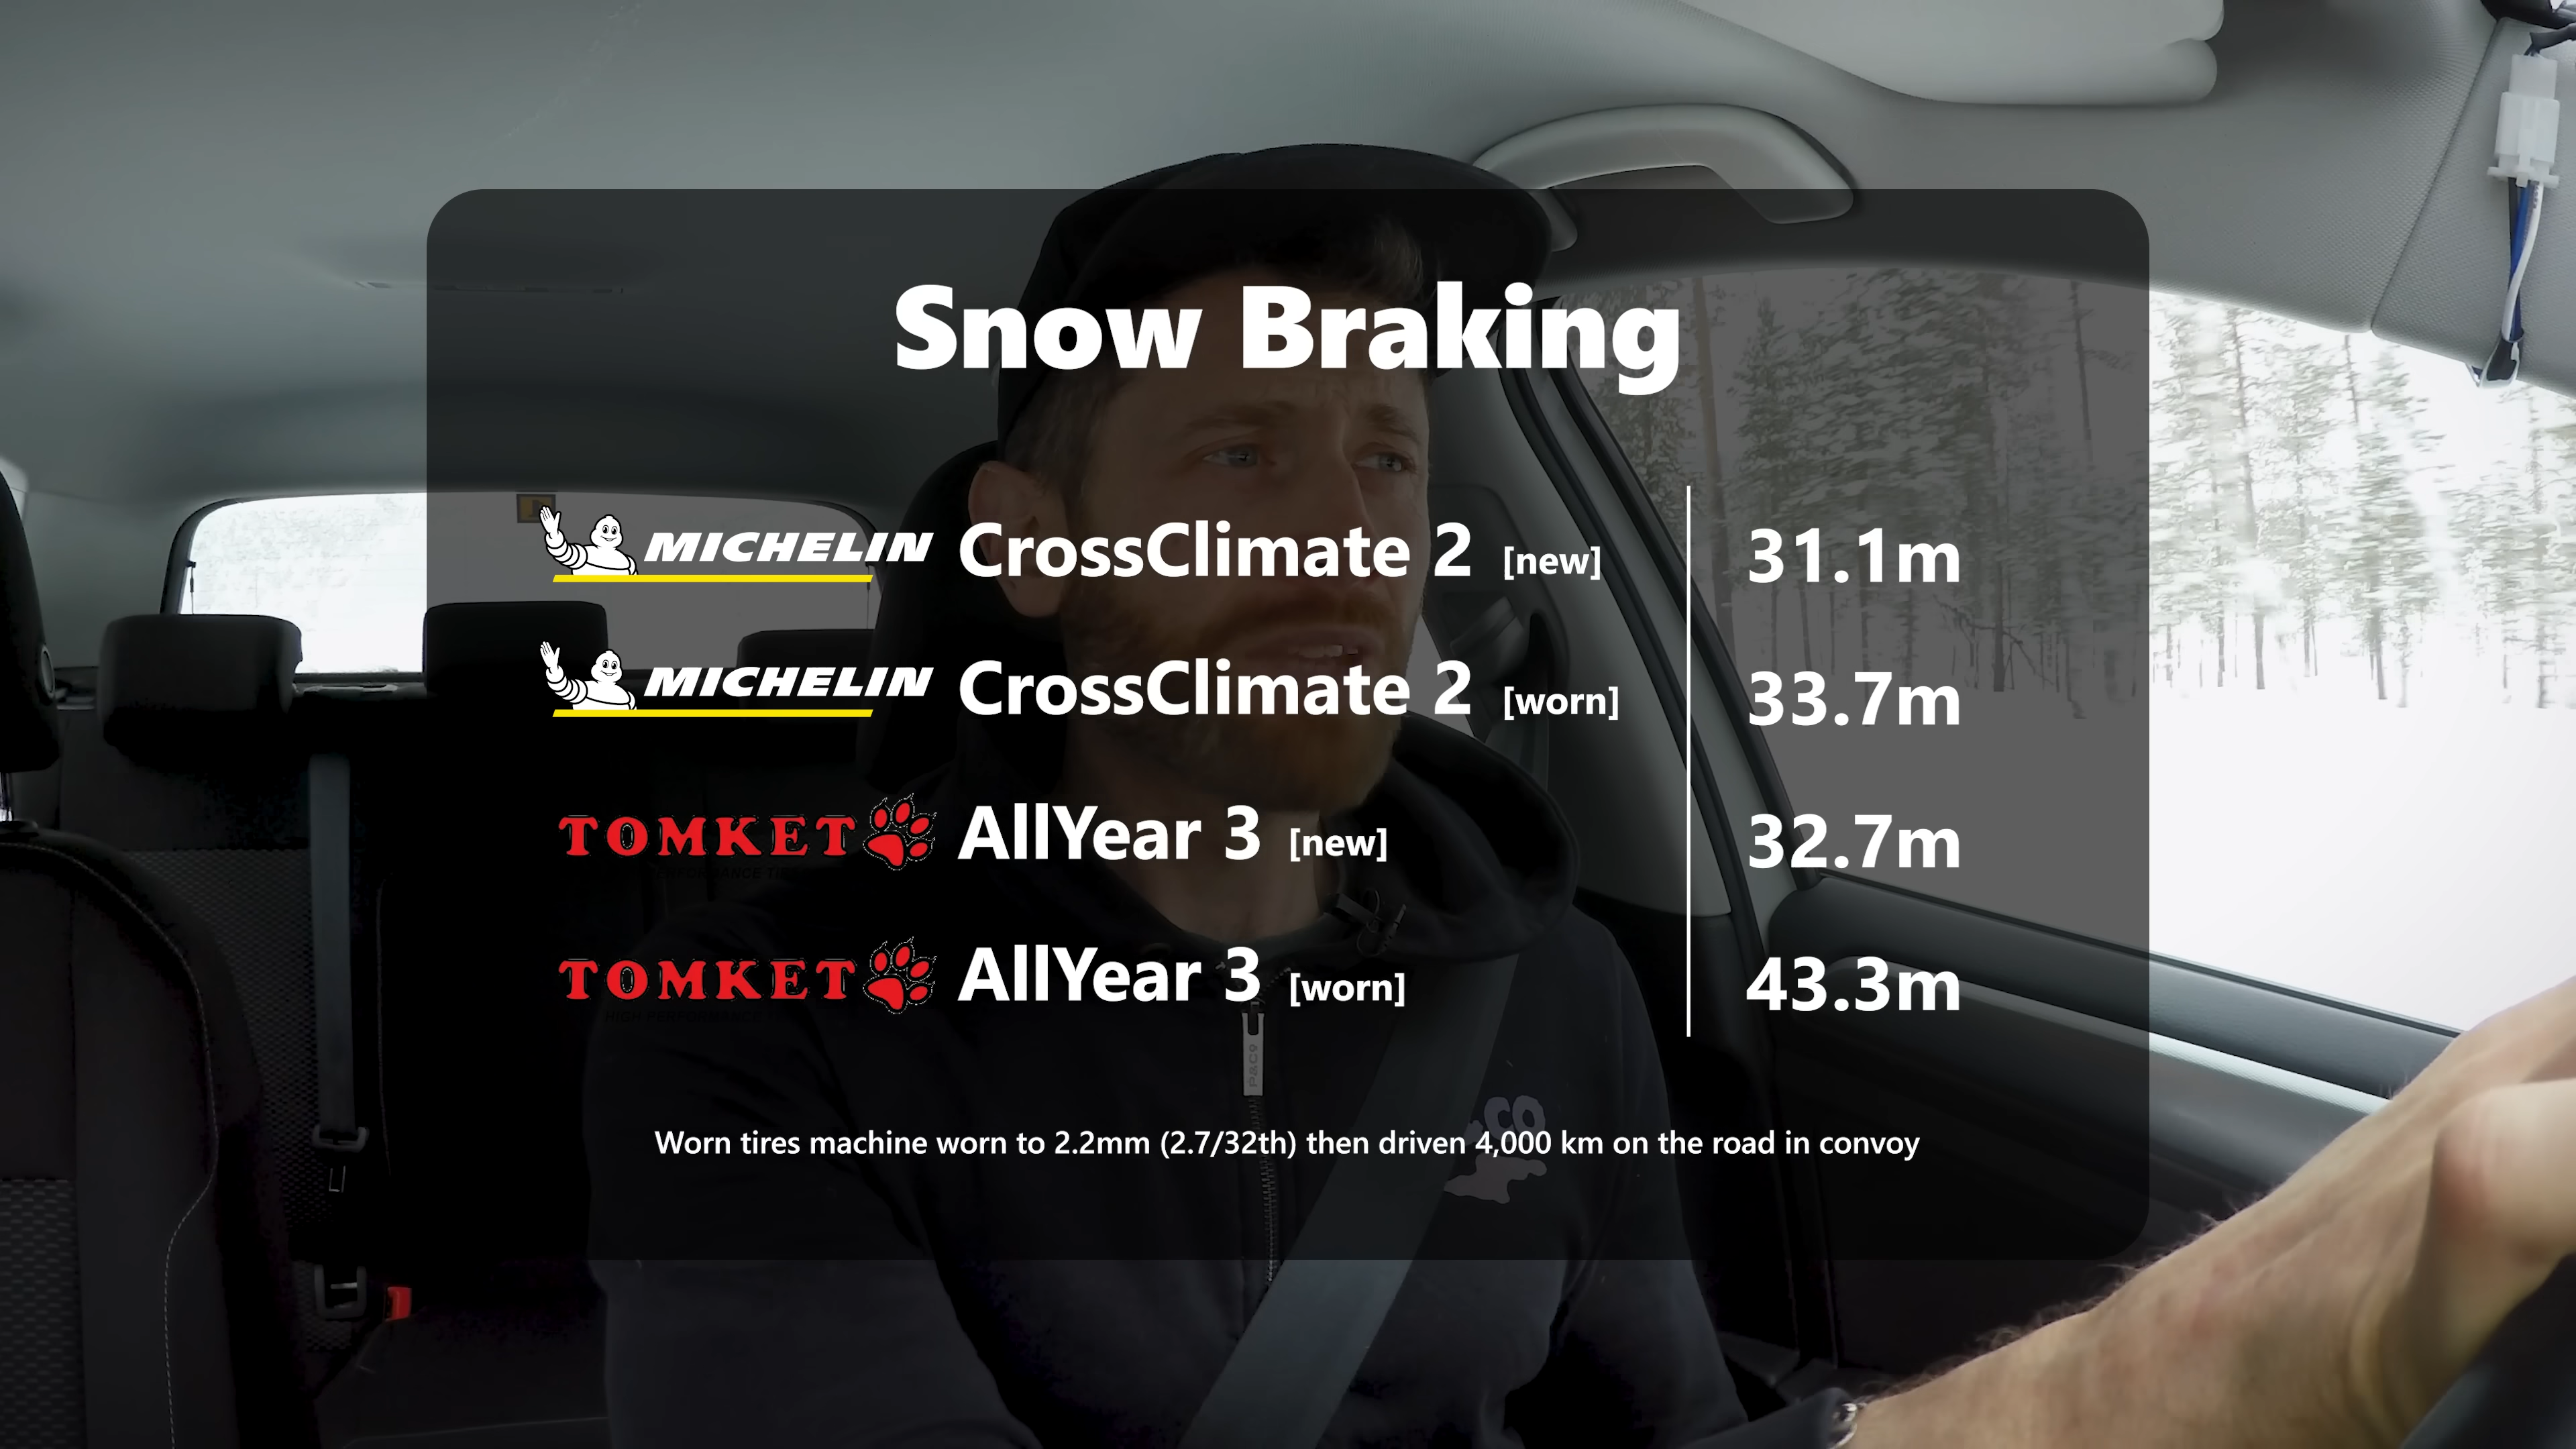 Snow Braking
MICHELIN CrossClimate 2 [new] 31.1m
MICHELIN CrossClimate 2 [worn] 33.7m
TOMKET AllYear 3 [new] 32.7m
TOMKET AllYear 3 [worn] 43.3m
P&Co
CO
Worn tires machine worn to 2.2mm (2.7/32th) then driven 4,000 km on the road in convoy